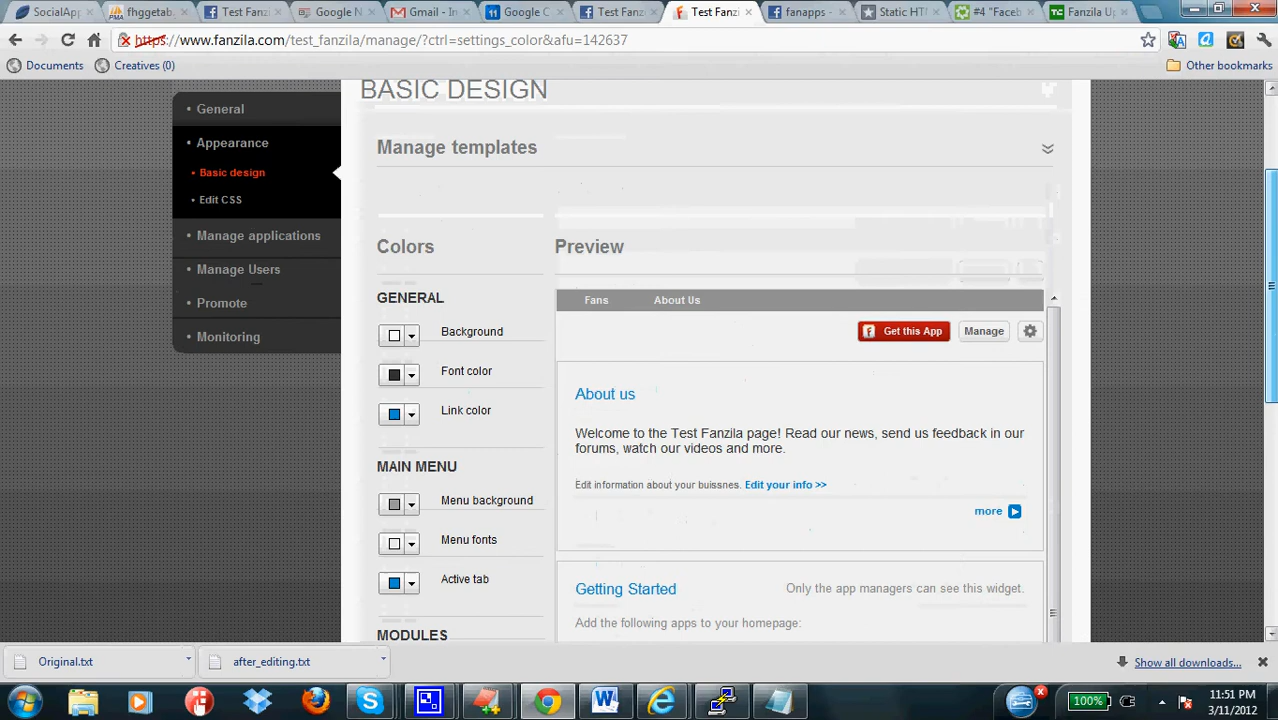 SocialApp
fhggetab.
Test Fanzi
Google I
Gmail - In
Google C
Test Fanzi
Test Fanzi
fanapps -
Static HT
#4 "Faceb
Fanzila Up
https://www.fanzila.com/test_fanzila/manage/?ctrl=settings_color&afu=142637
Documents
Creatives (0)
Other bookmarks
General
Appearance
Basic design
Edit CSS
Manage applications
Manage Users
Promote
Monitoring
BASIC DESIGN
Manage templates
Colors
GENERAL
Background
Font color
Link color
MAIN MENU
Menu background
Menu fonts
Active tab
MODULES
Preview
Fans About Us
Get this App Manage
About us
Welcome to the Test Fanzila page! Read our news, send us feedback in our
forums, watch our videos and more.
Edit information about your buissnes. Edit your info >>
more
Getting Started Only the app managers can see this widget.
Add the following apps to your homepage:
Original.txt
after_editing.txt
Show all downloads...
100%
11:51 PM
3/11/2012